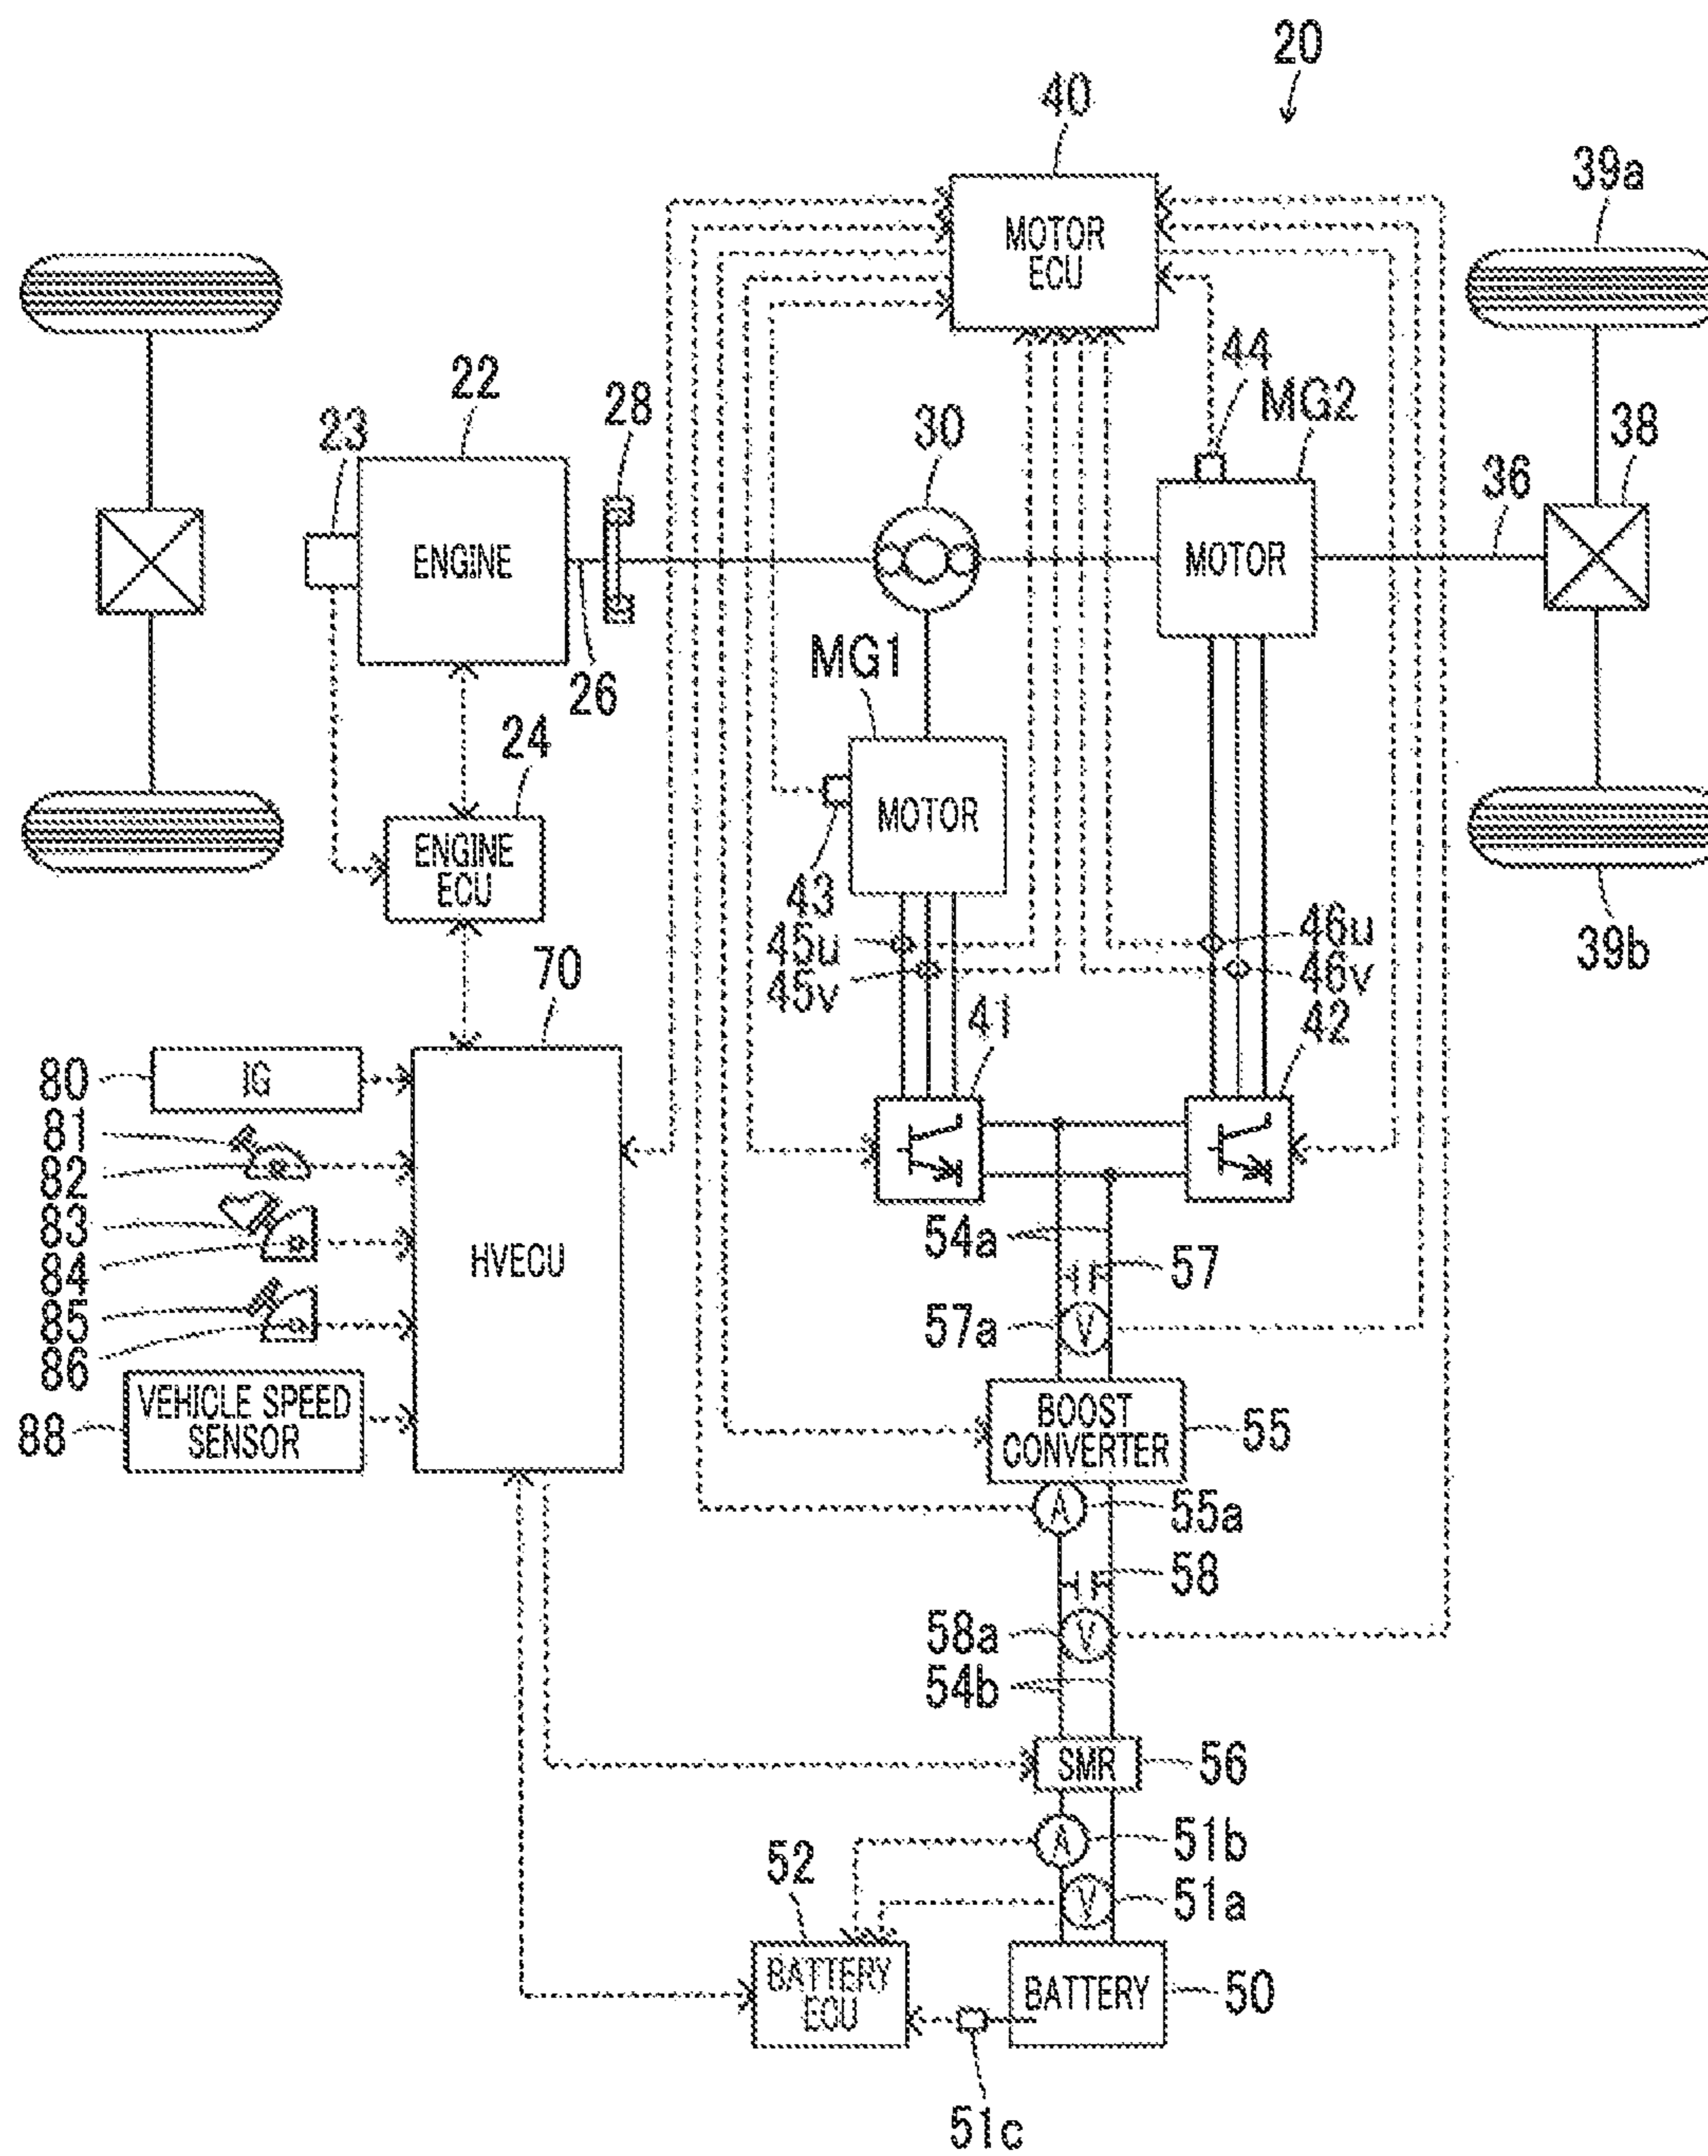 20
40
39a
MOTOR
ECU
22
28
44
MG2
23
30
38
36
ENGINE
MOTOR
26
MG1
24
MOTOR
ENGINE
ECU
43
45u
46u
39b
45v
46v
70
41
42
80
IG
81
82
83
54a
57
84
HVECU
85
57a
86
88
VEHICLE SPEED
SENSOR
BOOST
CONVERTER
55
A
55a
58
58a
V
54b
SMR
56
A
51b
52
V
51a
BATTERY
ECU
BATTERY
50
51c
V